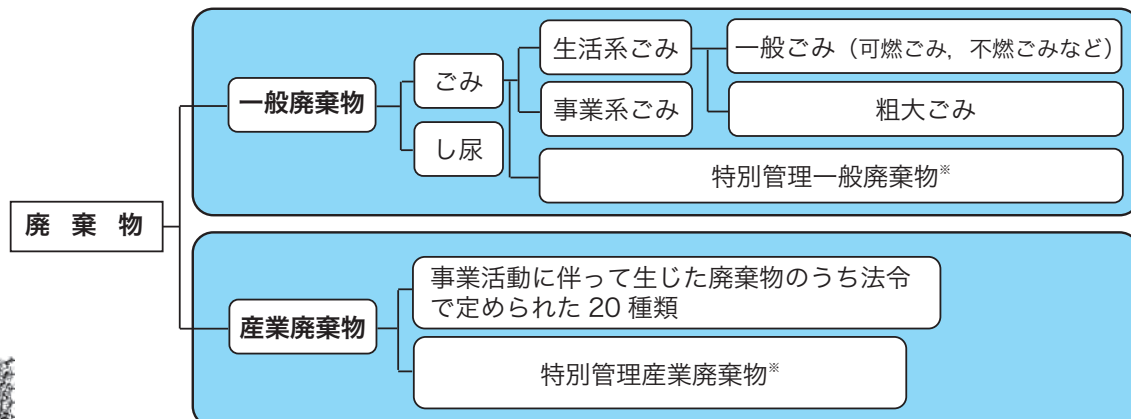 廃棄物
一般廃棄物
ごみ
生活系ごみ
一般ごみ（可燃ごみ，不燃ごみなど）
粗大ごみ
事業系ごみ
特別管理一般廃棄物※
し尿
産業廃棄物
事業活動に伴って生じた廃棄物のうち法令
で定められた 20 種類
特別管理産業廃棄物※